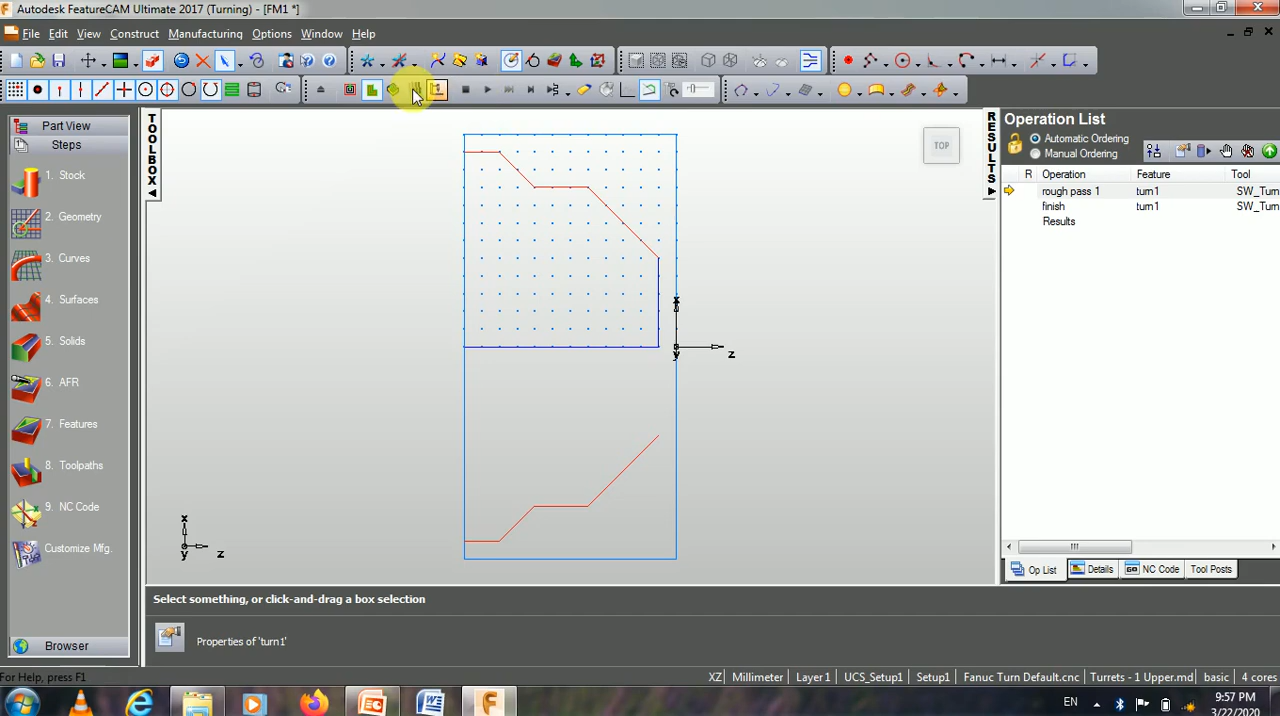 Autodesk FeatureCAM Ultimate 2017 (Turning) - [FM1 *]
File Edit View Construct Manufacturing Options Window Help
Part View
Steps
1. Stock
2. Geometry
3. Curves
4. Surfaces
5. Solids
6. AFR
7. Features
8. Toolpaths
9. NC Code
Customize Mfg.
Browser
TOOLBOX
TOP
x
z
y
x
y
z
RESULTS
Operation List
Automatic Ordering
Manual Ordering
R Operation Feature Tool
rough pass 1 turn1 SW_Turn
finish turn1 SW_Turn
Results
Op List Details NC Code Tool Posts
Select something, or click-and-drag a box selection
Properties of 'turn1'
For Help, press F1
XZ Millimeter Layer1 UCS_Setup1 Setup1 Fanuc Turn Default.cnc Turrets - 1 Upper.md basic 4 cores
EN
9:57 PM
3/22/2020